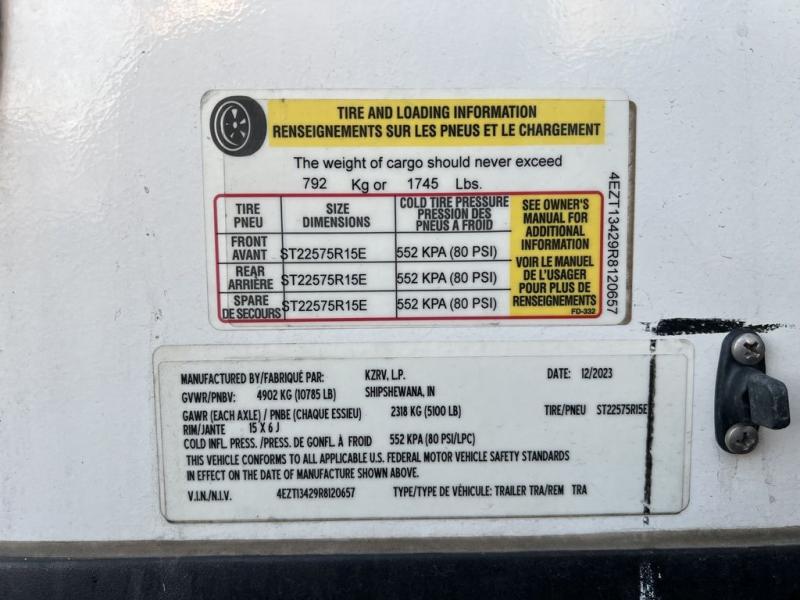 TIRE AND LOADING INFORMATION
RENSEIGNEMENTS SUR LES PNEUS ET LE CHARGEMENT
The weight of cargo should never exceed
792 Kg or 1745 Lbs.
TIRE PNEU SIZE DIMENSIONS COLD TIRE PRESSURE PRESSION DES PNEUS A FROID
FRONT AVANT ST22575R15E 552 KPA (80 PSI)
REAR ARRIÈRE ST22575R15E 552 KPA (80 PSI)
SPARE DE SECOURS ST22575R15E 552 KPA (80 PSI)
SEE OWNER'S
MANUAL FOR
ADDITIONAL
INFORMATION
VOIR LE MANUEL
DE L'USAGER
POUR PLUS DE
RENSEIGNEMENTS
FD-332
4EZT13429R8120657
MANUFACTURED BY/FABRIQUÉ PAR: KZRV, L.P. DATE: 12/2023
GVWR/PNBV: 4902 KG (10785 LB) SHIPSHEWANA, IN
GAWR (EACH AXLE) / PNBE (CHAQUE ESSIEU) 2318 KG (5100 LB) TIRE/PNEU ST22575R15E
RIM/JANTE 15 X 6 J
COLD INFL. PRESS. /PRESS. DE GONFL. À FROID 552 KPA (80 PSI/LPC)
THIS VEHICLE CONFORMS TO ALL APPLICABLE U.S. FEDERAL MOTOR VEHICLE SAFETY STANDARDS
IN EFFECT ON THE DATE OF MANUFACTURE SHOWN ABOVE.
V.I.N./N.I.V. 4EZT13429R8120657 TYPE/TYPE DE VÉHICULE: TRAILER TRA/REM TRA